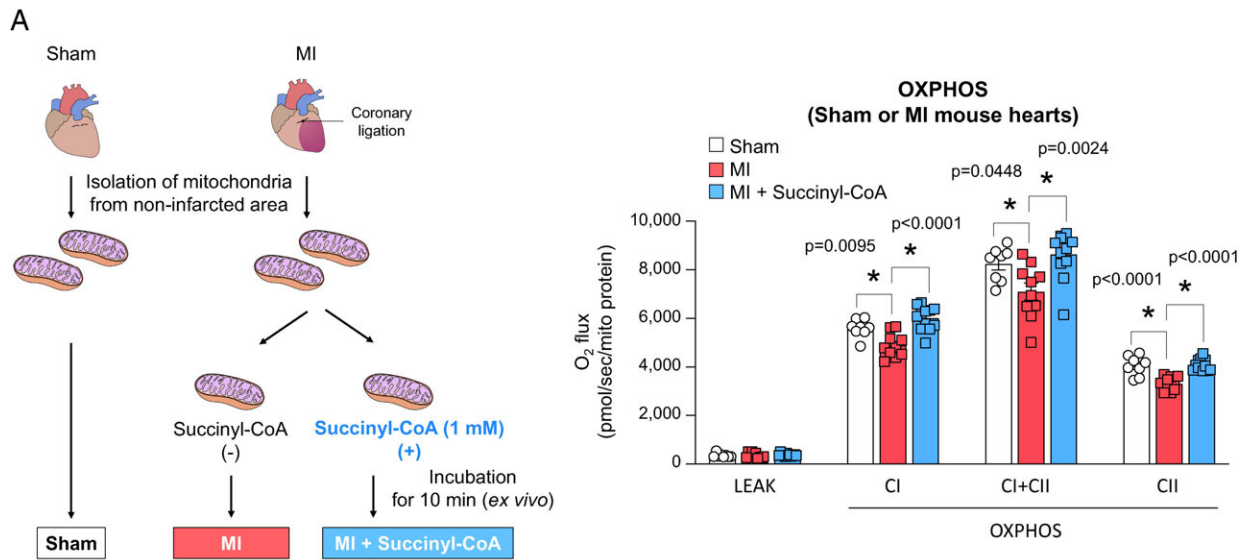 A
Sham
MI
Coronary
ligation
Isolation of mitochondria
from non-infarcted area
Succinyl-CoA
(-)
Succinyl-CoA (1 mM)
(+)
Incubation
for 10 min (ex vivo)
Sham
MI
MI + Succinyl-CoA
OXPHOS
(Sham or MI mouse hearts)
Sham
MI
MI + Succinyl-CoA
p=0.0024
p=0.0448
*
*
p<0.0001
p=0.0095
*
*
p<0.0001
p<0.0001
*
*
O2 flux
(pmol/sec/mito protein)
10,000
8,000
6,000
4,000
2,000
0
LEAK
CI
CI+CII
CII
OXPHOS